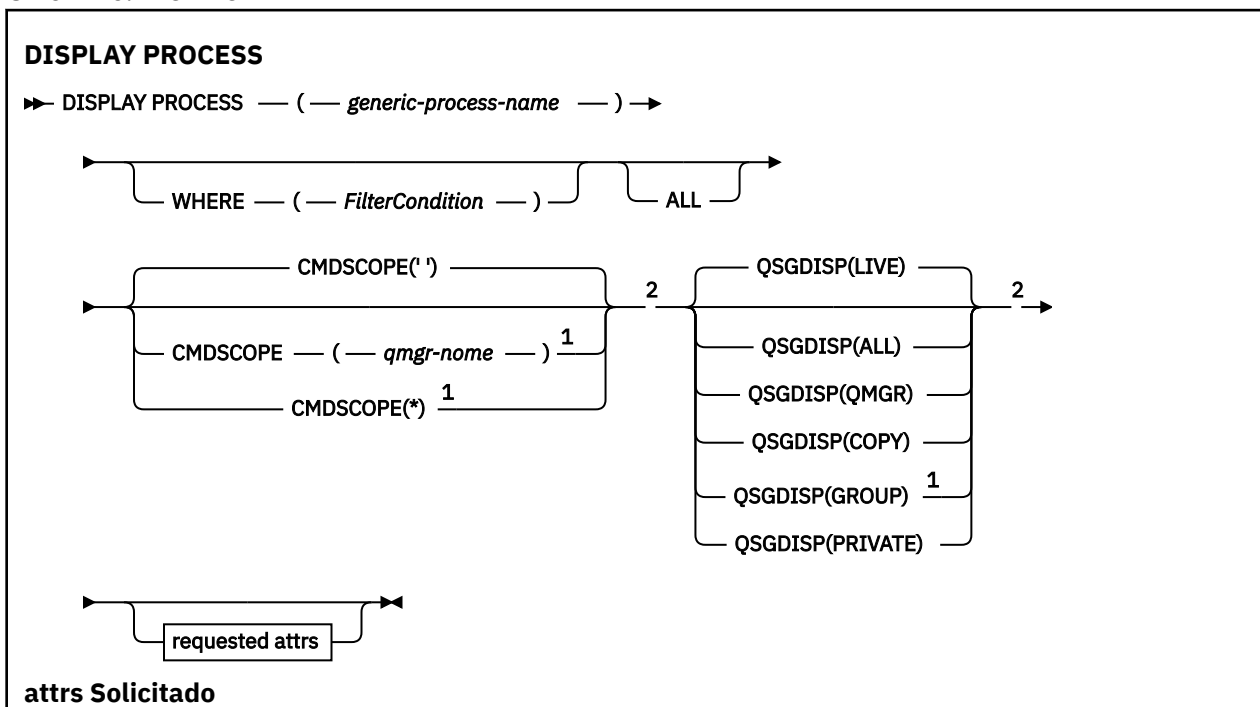 DISPLAY PROCESS
DISPLAY PROCESS ( generic-process-name )
WHERE ( FilterCondition ) ALL
CMDSCOPE(' ') QSGDISP(LIVE)
2 2
CMDSCOPE ( qmgr-nome ) 1 QSGDISP(ALL)
QSGDISP(QMGR)
CMDSCOPE(*) 1
QSGDISP(COPY)
QSGDISP(GROUP) 1
QSGDISP(PRIVATE)
requested attrs
attrs Solicitado